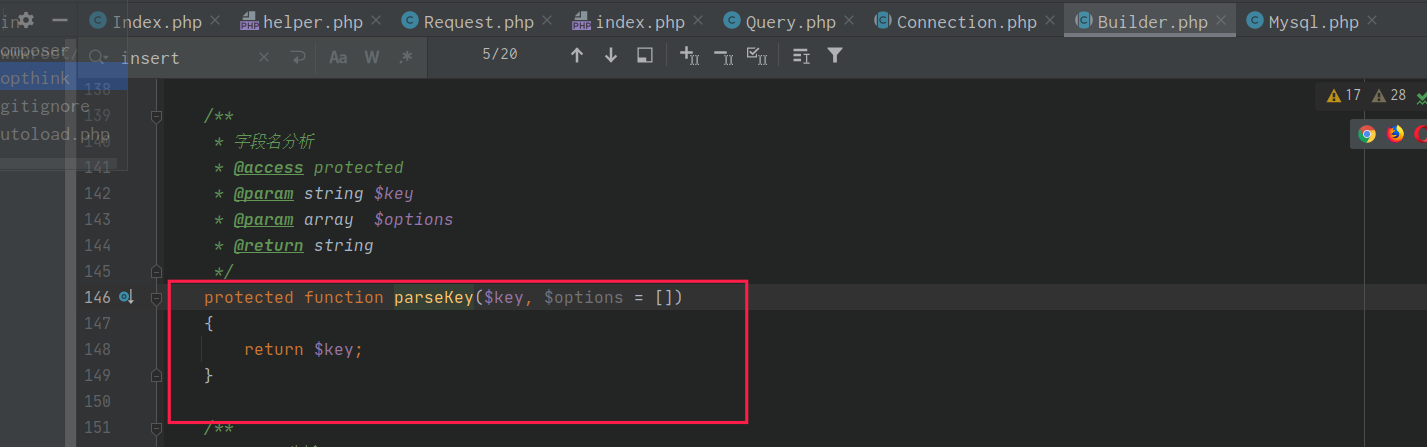 Index.php helper.php Request.php index.php Query.php Connection.php Builder.php Mysql.php
insert Aa W .* 5/20
composer
opthink
gitignore
utoload.php
17 28
138
139 /**
140 * 字段名分析
141 * @access protected
142 * @param string $key
143 * @param array $options
144 * @return string
145 */
146 protected function parseKey($key, $options = [])
147 {
148 return $key;
149 }
150
151 /**